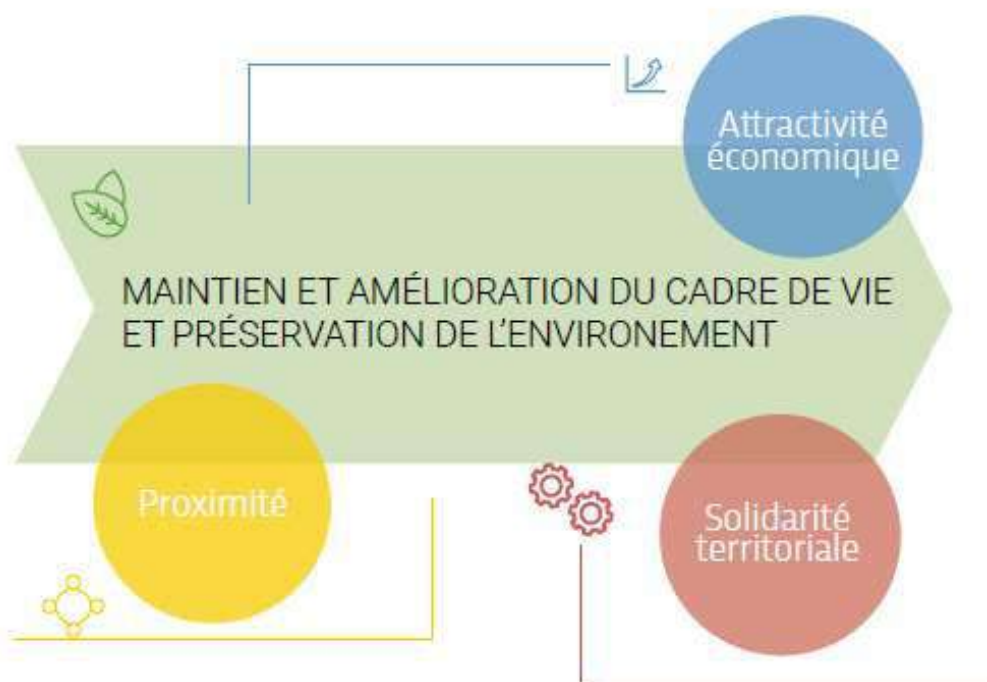 Attractivité
économique
MAINTIEN ET AMÉLIORATION DU CADRE DE VIE
ET PRÉSERVATION DE L'ENVIRONEMENT
Proximité
Solidarité
territoriale